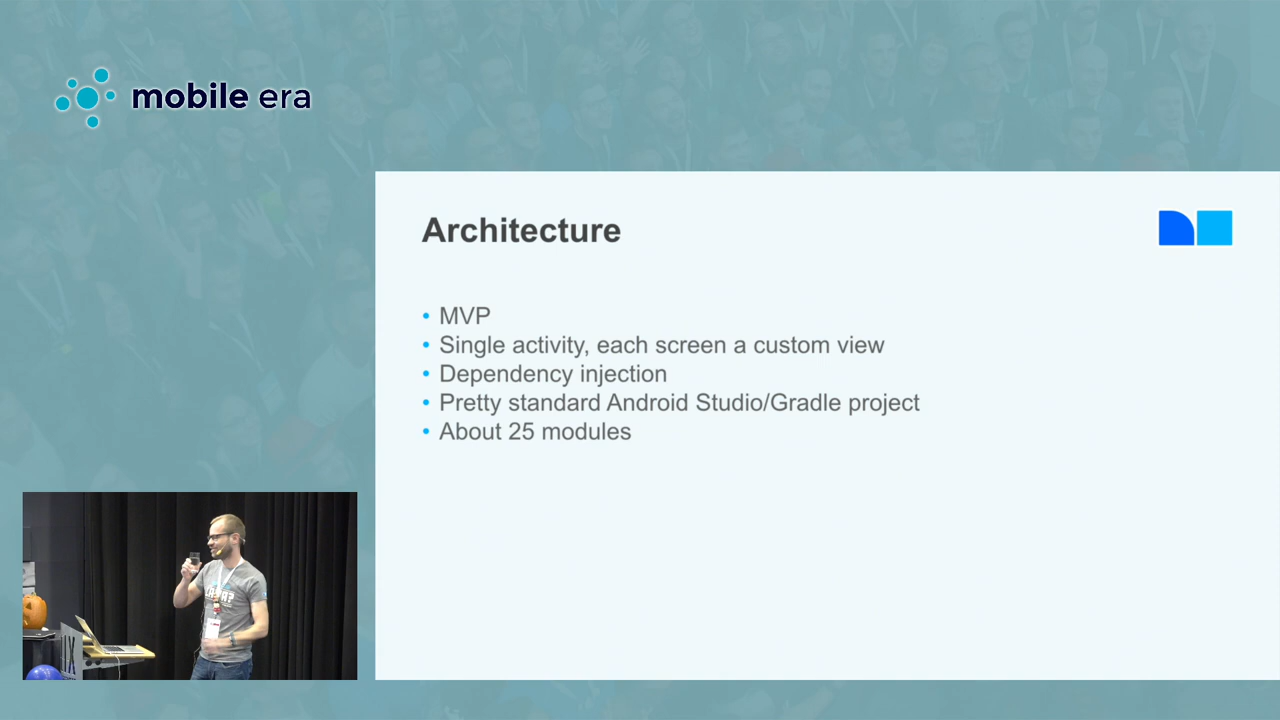 mobile era
Architecture
• MVP
• Single activity, each screen a custom view
• Dependency injection
• Pretty standard Android Studio/Gradle project
• About 25 modules